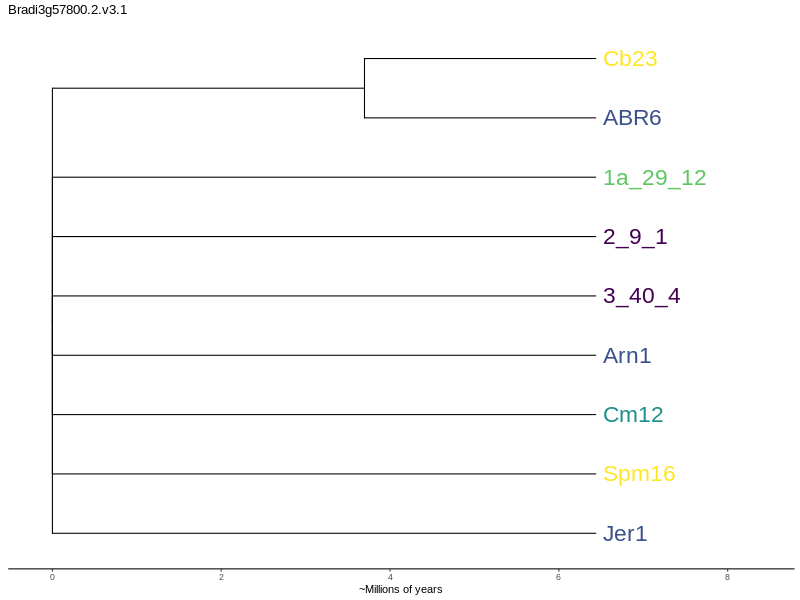 Bradi3g57800.2.v3.1
Cb23
ABR6
1a_29_12
2_9_1
3_40_4
Arn1
Cm12
Spm16
Jer1
0 2 4 6 8
~Millions of years